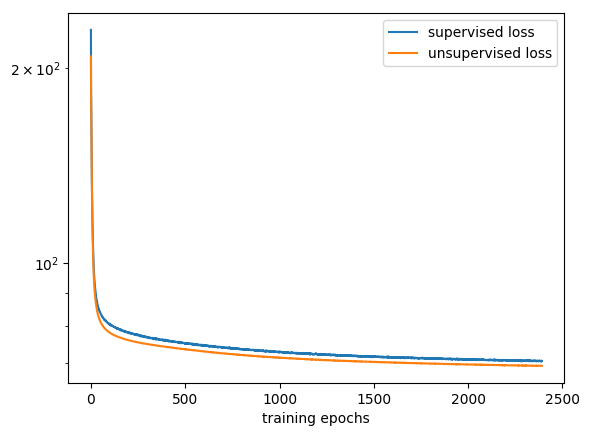 supervised loss
unsupervised loss
2 × 10²
10²
0 500 1000 1500 2000 2500
training epochs